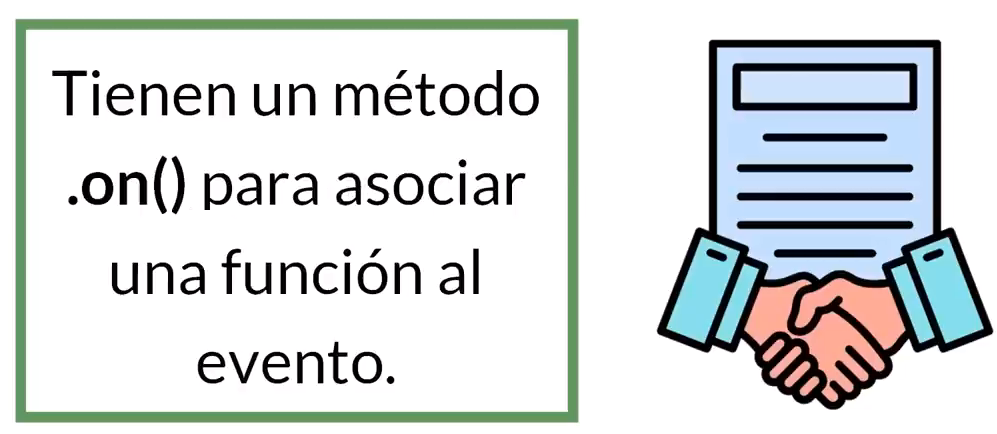 Tienen un método
.on() para asociar
una función al
evento.